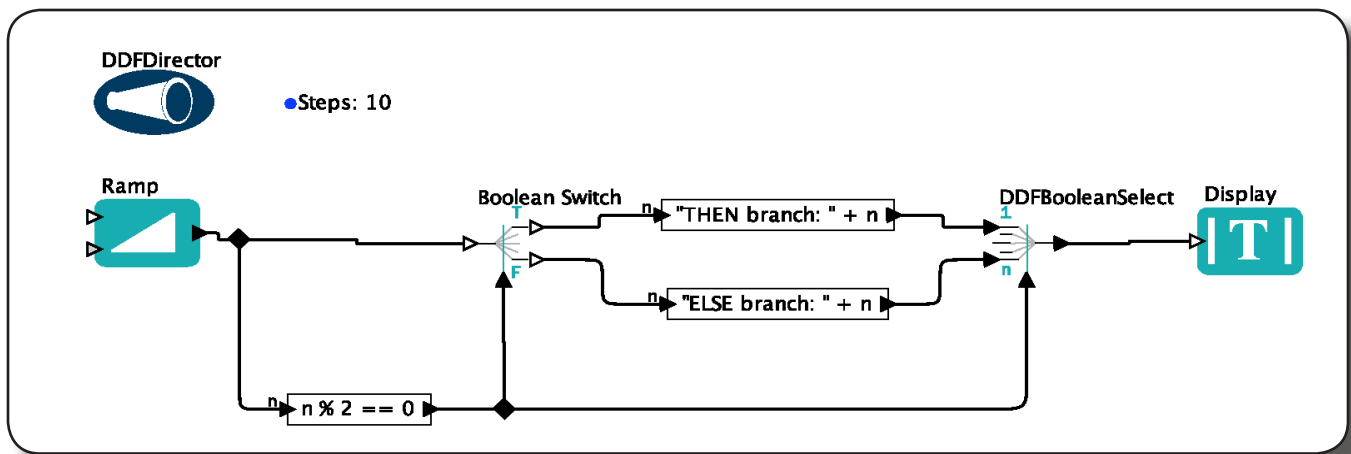 DDFDirector
Steps: 10
Ramp
Boolean Switch
T
F
n
"THEN branch: " + n
n
"ELSE branch: " + n
DDFBooleanSelect
1
n
Display
T
n
n % 2 == 0